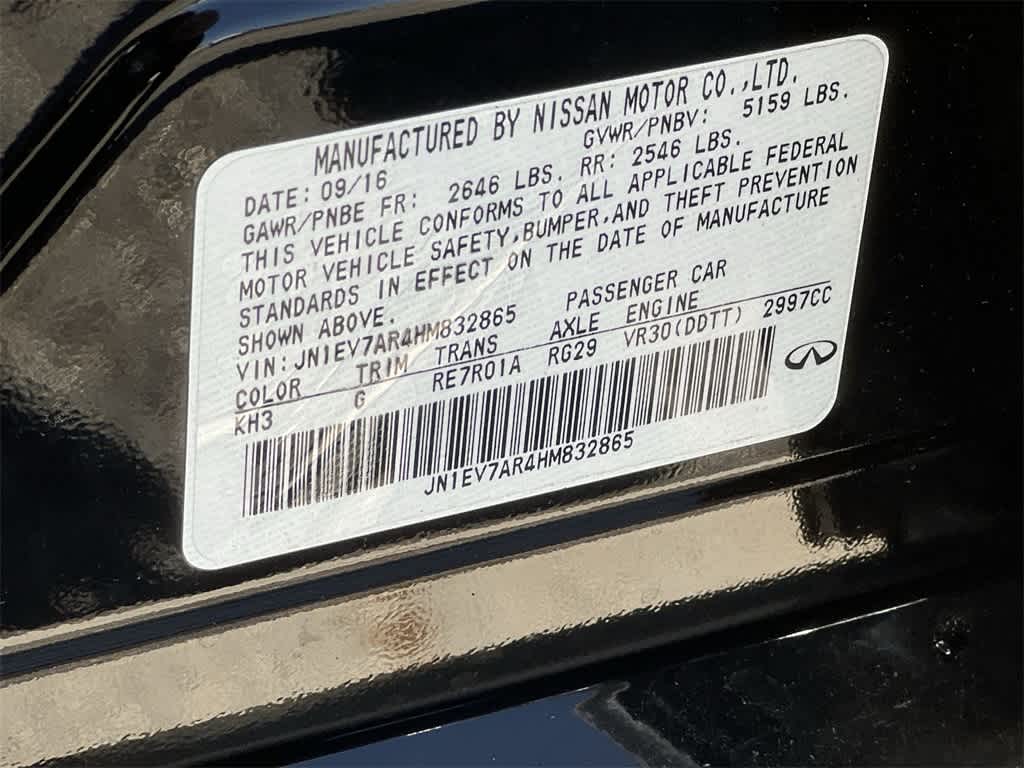 MANUFACTURED BY NISSAN MOTOR CO.,LTD.
DATE: 09/16 GVWR/PNBV: 5159 LBS.
GAWR/PNBE FR: 2646 LBS. RR: 2546 LBS.
THIS VEHICLE CONFORMS TO ALL APPLICABLE FEDERAL
MOTOR VEHICLE SAFETY,BUMPER,AND THEFT PREVENTION
STANDARDS IN EFFECT ON THE DATE OF MANUFACTURE
SHOWN ABOVE.
VIN:JN1EV7AR4HM832865 PASSENGER CAR
COLOR TRIM TRANS AXLE ENGINE
KH3 G RE7R01A RG29 VR30(DDTT) 2997CC
JN1EV7AR4HM832865